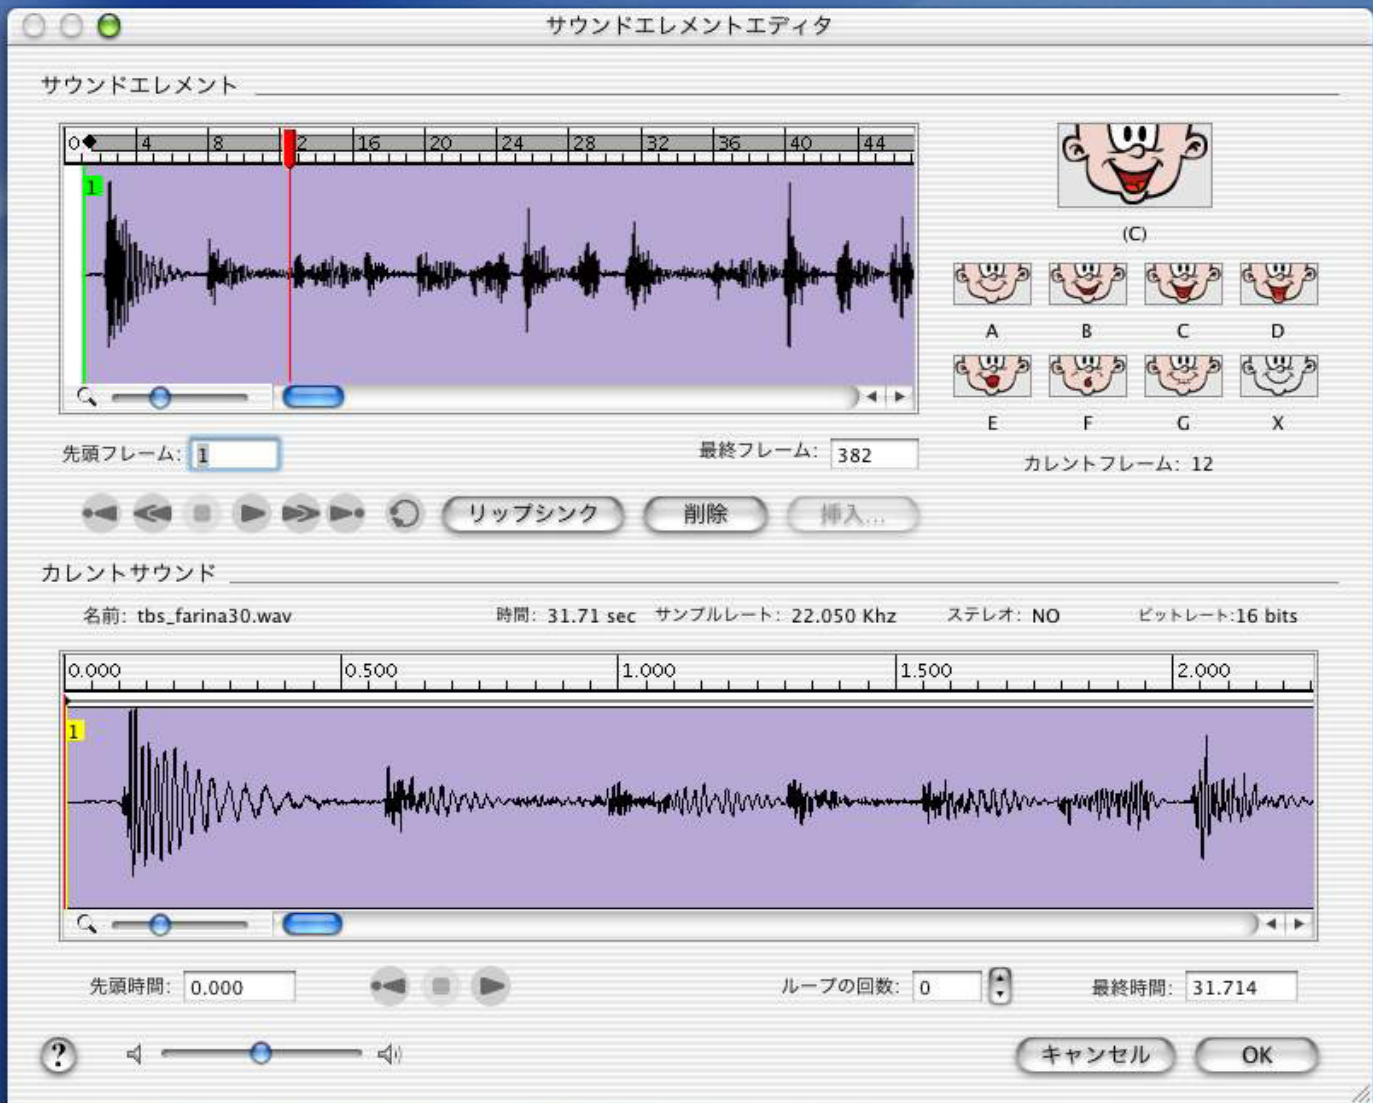 サウンドエレメントエディタ
サウンドエレメント
0 4 8 12 16 20 24 28 32 36 40 44
1
(C)
A B C D
E F G X
先頭フレーム: 1 最終フレーム: 382 カレントフレーム: 12
リップシンク 削除 挿入...
カレントサウンド
名前: tbs_farina30.wav 時間: 31.71 sec サンプルレート: 22.050 Khz ステレオ: NO ビットレート:16 bits
0.000 0.500 1.000 1.500 2.000
1
先頭時間: 0.000 ループの回数: 0 最終時間: 31.714
? キャンセル OK